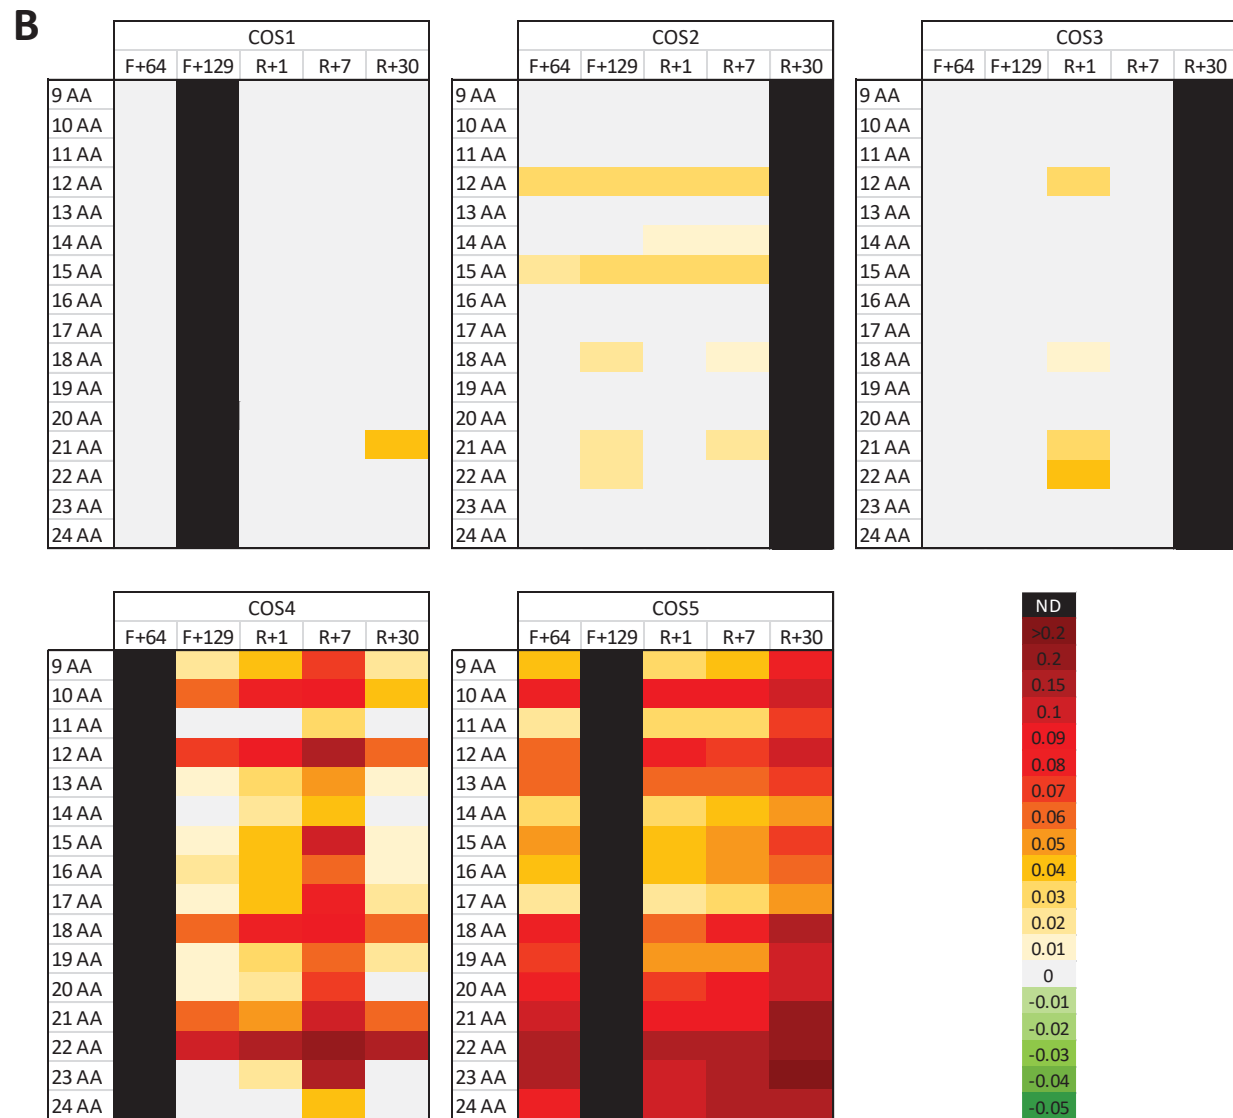 B
COS1 COS2 COS3
F+64 F+129 R+1 R+7 R+30 F+64 F+129 R+1 R+7 R+30 F+64 F+129 R+1 R+7 R+30
9 AA 9 AA 9 AA
10 AA 10 AA 10 AA
11 AA 11 AA 11 AA
12 AA 12 AA 12 AA
13 AA 13 AA 13 AA
14 AA 14 AA 14 AA
15 AA 15 AA 15 AA
16 AA 16 AA 16 AA
17 AA 17 AA 17 AA
18 AA 18 AA 18 AA
19 AA 19 AA 19 AA
20 AA 20 AA 20 AA
21 AA 21 AA 21 AA
22 AA 22 AA 22 AA
23 AA 23 AA 23 AA
24 AA 24 AA 24 AA
COS4 COS5
F+64 F+129 R+1 R+7 R+30 F+64 F+129 R+1 R+7 R+30
9 AA 9 AA
10 AA 10 AA
11 AA 11 AA
12 AA 12 AA
13 AA 13 AA
14 AA 14 AA
15 AA 15 AA
16 AA 16 AA
17 AA 17 AA
18 AA 18 AA
19 AA 19 AA
20 AA 20 AA
21 AA 21 AA
22 AA 22 AA
23 AA 23 AA
24 AA 24 AA
ND
>0.2
0.2
0.15
0.1
0.09
0.08
0.07
0.06
0.05
0.04
0.03
0.02
0.01
0
-0.01
-0.02
-0.03
-0.04
-0.05